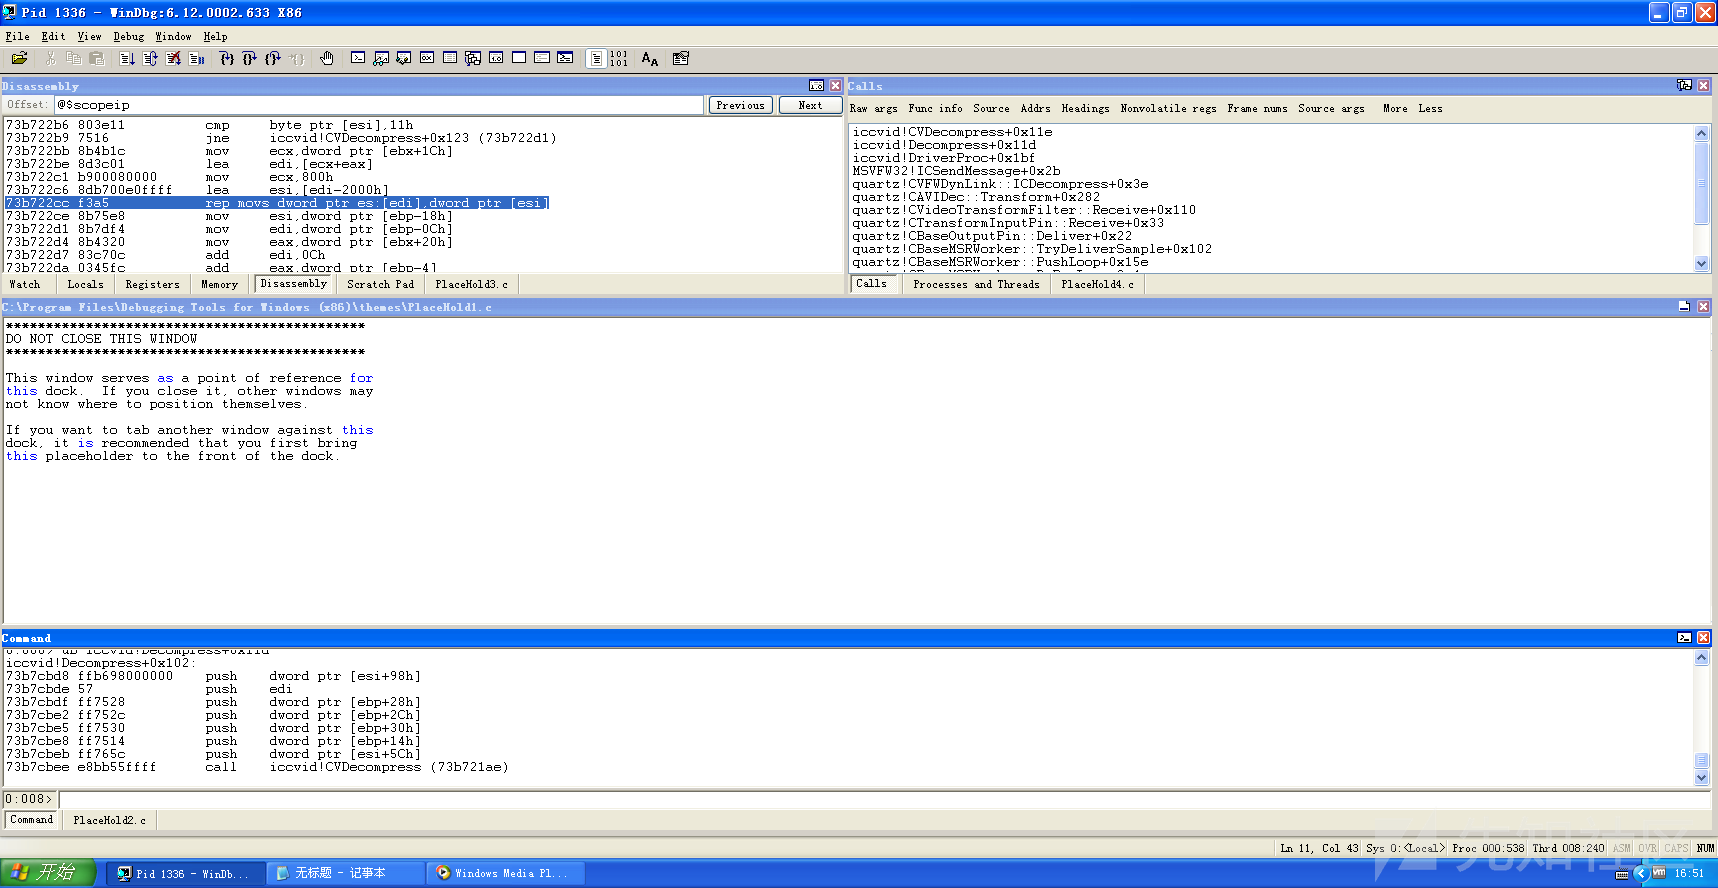 Pid 1336 - WinDbg:6.12.0002.633 X86
File Edit View Debug Window Help
Disassembly
Offset: @$scopeip Previous Next
73b722b6 803e11 cmp byte ptr [esi],11h
73b722b9 7516 jne iccvid!CVDecompress+0x123 (73b722d1)
73b722bb 8b4b1c mov ecx,dword ptr [ebx+1Ch]
73b722be 8d3c01 lea edi,[ecx+eax]
73b722c1 b900080000 mov ecx,800h
73b722c6 8db700e0ffff lea esi,[edi-2000h]
73b722cc f3a5 rep movs dword ptr es:[edi],dword ptr [esi]
73b722ce 8b75e8 mov esi,dword ptr [ebp-18h]
73b722d1 8b7df4 mov edi,dword ptr [ebp-0Ch]
73b722d4 8b4320 mov eax,dword ptr [ebx+20h]
73b722d7 83c70c add edi,0Ch
73b722da 0345fc add eax,dword ptr [ebp-4]
Watch Locals Registers Memory Disassembly Scratch Pad PlaceHold3.c
Calls
Raw args Func info Source Addrs Headings Nonvolatile regs Frame nums Source args More Less
iccvid!CVDecompress+0x11e
iccvid!Decompress+0x11d
iccvid!DriverProc+0x1bf
MSVFW32!ICSendMessage+0x2b
quartz!CVFWDynLink::ICDecompress+0x3e
quartz!CAVIDec::Transform+0x282
quartz!CVideoTransformFilter::Receive+0x110
quartz!CTransformInputPin::Receive+0x33
quartz!CBaseOutputPin::Deliver+0x22
quartz!CBaseMSRWorker::TryDeliverSample+0x102
quartz!CBaseMSRWorker::PushLoop+0x15e
Calls Processes and Threads PlaceHold4.c
C:\Program Files\Debugging Tools for Windows (x86)\themes\PlaceHold1.c
*********************************************
DO NOT CLOSE THIS WINDOW
*********************************************
This window serves as a point of reference for
this dock.  If you close it, other windows may
not know where to position themselves.
If you want to tab another window against this
dock, it is recommended that you first bring
this placeholder to the front of the dock.
Command
0:008> ub iccvid!Decompress+0x11d
iccvid!Decompress+0x102:
73b7cbd8 ffb698000000 push dword ptr [esi+98h]
73b7cbde 57 push edi
73b7cbdf ff7528 push dword ptr [ebp+28h]
73b7cbe2 ff752c push dword ptr [ebp+2Ch]
73b7cbe5 ff7530 push dword ptr [ebp+30h]
73b7cbe8 ff7514 push dword ptr [ebp+14h]
73b7cbeb ff765c push dword ptr [esi+5Ch]
73b7cbee e8bb55ffff call iccvid!CVDecompress (73b721ae)
0:008>
Command PlaceHold2.c
Ln 11, Col 43 Sys 0:<Local> Proc 000:538 Thrd 008:240 ASM OVR CAPS NUM
先知社区
开始 Pid 1336 - WinDb... 无标题 - 记事本 Windows Media Pl... 16:51